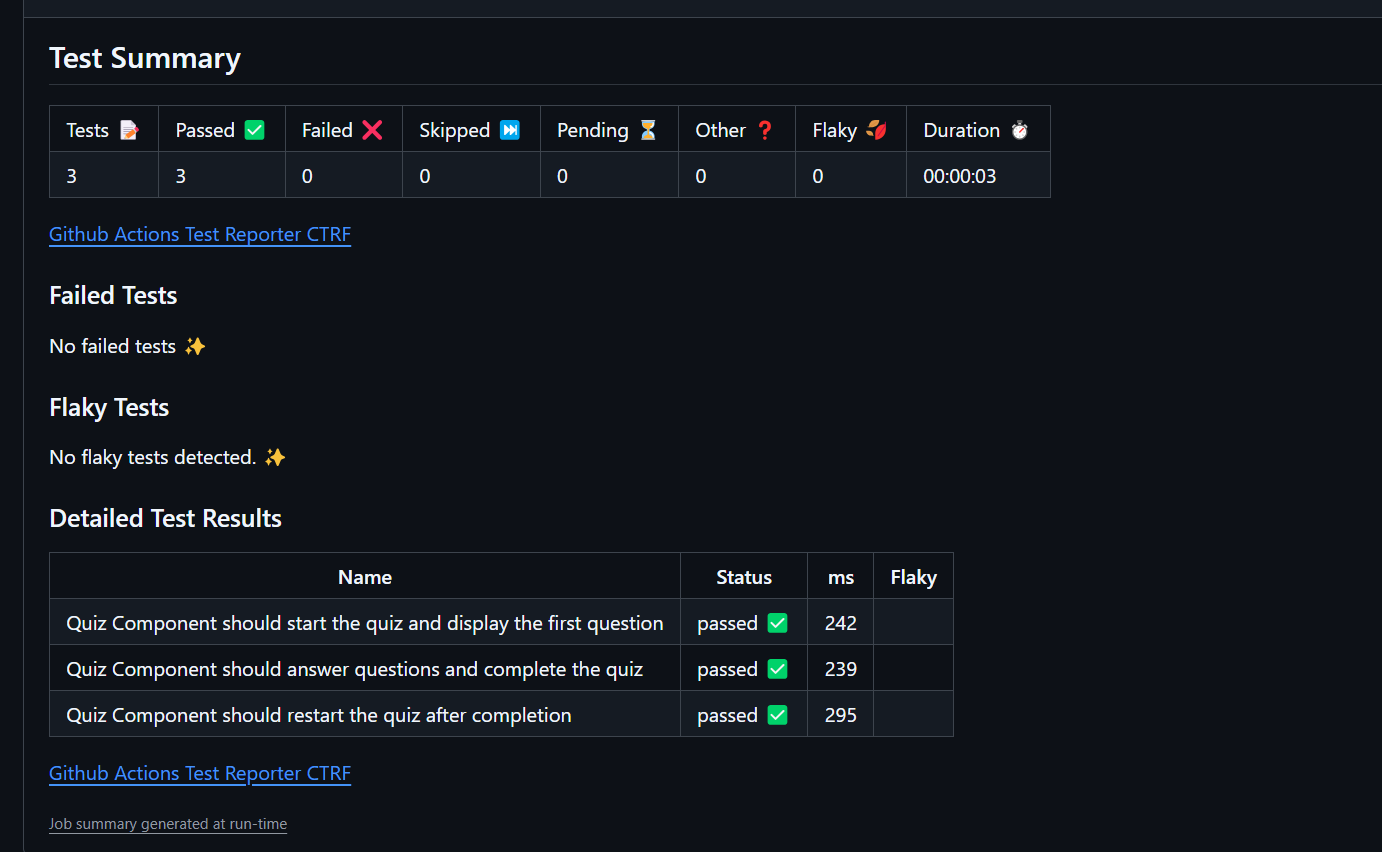 Test Summary
Tests 📝 Passed ✅ Failed ❌ Skipped ⏭️ Pending ⏳ Other ❓ Flaky 🍂 Duration ⏱️
3 3 0 0 0 0 0 00:00:03
Github Actions Test Reporter CTRF
Failed Tests
No failed tests ✨
Flaky Tests
No flaky tests detected. ✨
Detailed Test Results
Name Status ms Flaky
Quiz Component should start the quiz and display the first question passed ✅ 242
Quiz Component should answer questions and complete the quiz passed ✅ 239
Quiz Component should restart the quiz after completion passed ✅ 295
Github Actions Test Reporter CTRF
Job summary generated at run-time